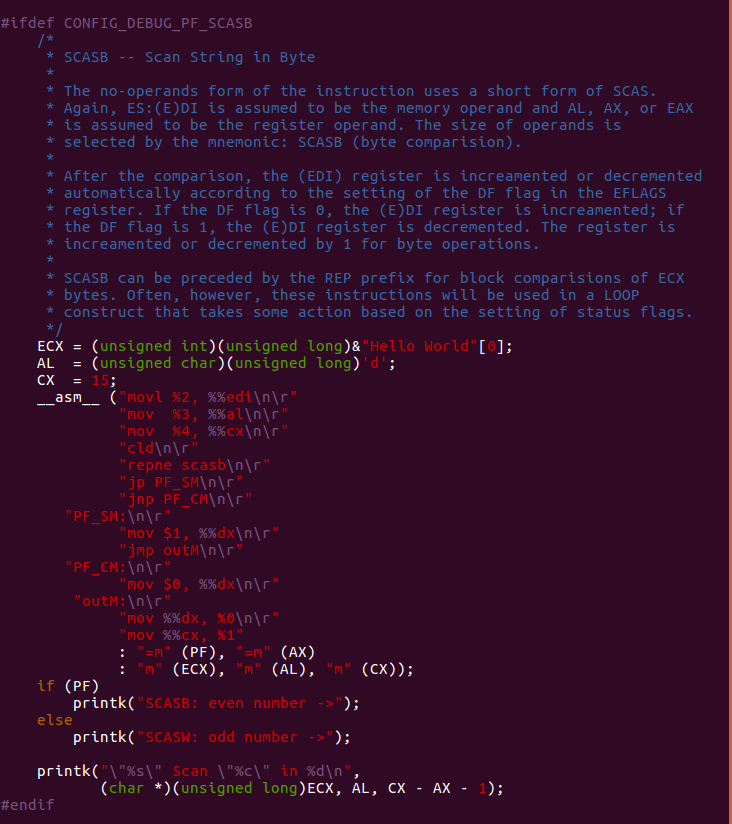 #ifdef CONFIG_DEBUG_PF_SCASB
/*
* SCASB -- Scan String in Byte
*
* The no-operands form of the instruction uses a short form of SCAS.
* Again, ES:(E)DI is assumed to be the memory operand and AL, AX, or EAX
* is assumed to be the register operand. The size of operands is
* selected by the mnemonic: SCASB (byte comparision).
*
* After the comparison, the (EDI) register is increamented or decremented
* automatically according to the setting of the DF flag in the EFLAGS
* register. If the DF flag is 0, the (E)DI register is increamented; if
* the DF flag is 1, the (E)DI register is decremented. The register is
* increamented or decremented by 1 for byte operations.
*
* SCASB can be preceded by the REP prefix for block comparisions of ECX
* bytes. Often, however, these instructions will be used in a LOOP
* construct that takes some action based on the setting of status flags.
*/
ECX = (unsigned int)(unsigned long)&"Hello World"[0];
AL  = (unsigned char)(unsigned long)'d';
CX  = 15;
__asm__ ("movl %2, %%edi\n\r"
"mov  %3, %%al\n\r"
"mov  %4, %%cx\n\r"
"cld\n\r"
"repne scasb\n\r"
"jp PF_SM\n\r"
"jnp PF_CM\n\r"
"PF_SM:\n\r"
"mov $1, %%dx\n\r"
"jmp outM\n\r"
"PF_CM:\n\r"
"mov $0, %%dx\n\r"
"outM:\n\r"
"mov %%dx, %0\n\r"
"mov %%cx, %1"
: "=m" (PF), "=m" (AX)
: "m" (ECX), "m" (AL), "m" (CX));
if (PF)
printk("SCASB: even number ->");
else
printk("SCASW: odd number ->");
printk("\"%s\" Scan \"%c\" in %d\n",
(char *)(unsigned long)ECX, AL, CX - AX - 1);
#endif